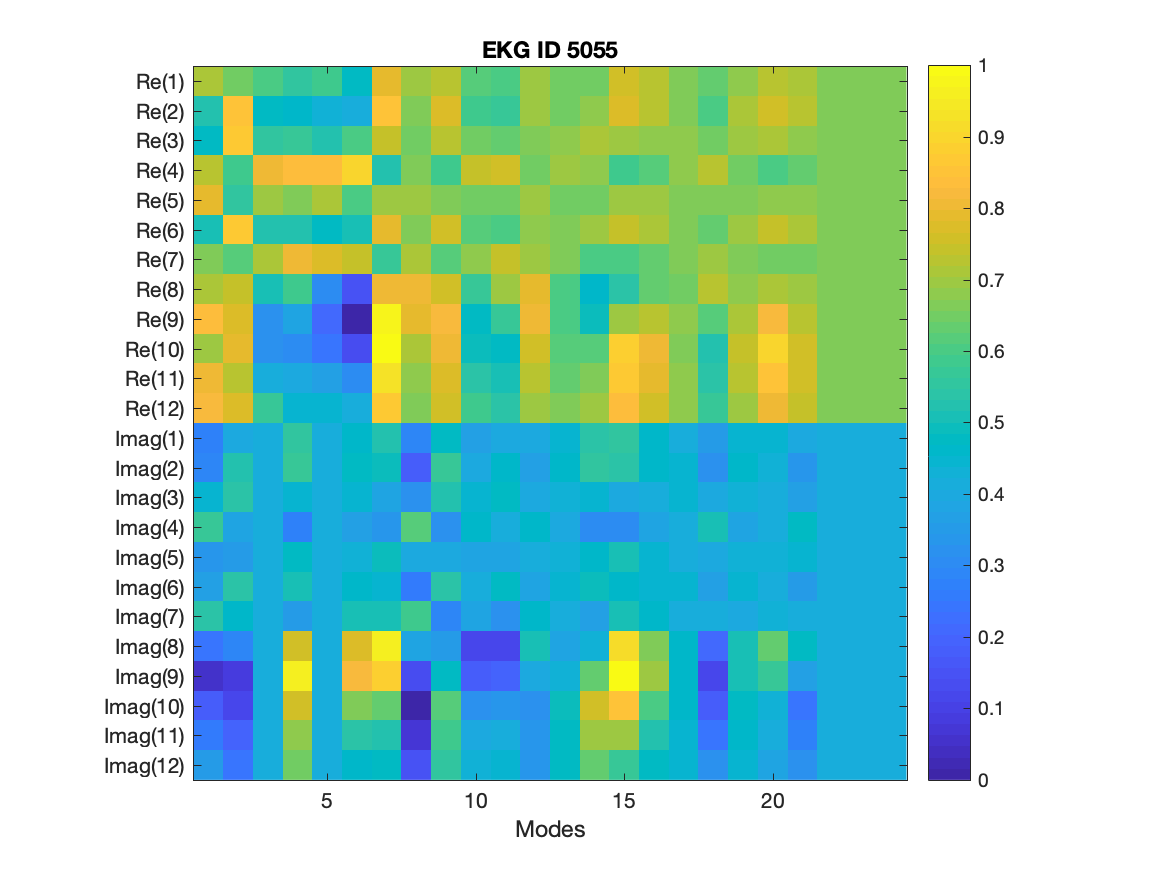 EKG ID 5055
Re(1)
Re(2)
Re(3)
Re(4)
Re(5)
Re(6)
Re(7)
Re(8)
Re(9)
Re(10)
Re(11)
Re(12)
Imag(1)
Imag(2)
Imag(3)
Imag(4)
Imag(5)
Imag(6)
Imag(7)
Imag(8)
Imag(9)
Imag(10)
Imag(11)
Imag(12)
5 10 15 20
Modes
1
0.9
0.8
0.7
0.6
0.5
0.4
0.3
0.2
0.1
0